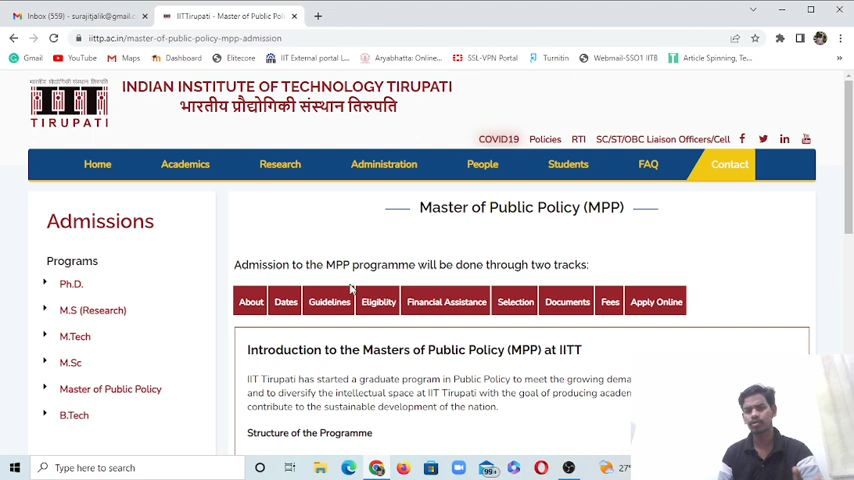 Inbox (559) - surajitjalik@gmail.c
IITTirupati - Master of Public Poli
iittp.ac.in/master-of-public-policy-mpp-admission
Gmail
YouTube
Maps
Dashboard
Elitecore
IIT External portal L...
Aryabhatta: Online...
SSL-VPN Portal
Turnitin
Webmail-SSO1 IITB
Article Spinning, Te...
भारतीय प्रौद्योगिकी संस्थान तिरुपति
IIT
TIRUPATI
INDIAN INSTITUTE OF TECHNOLOGY TIRUPATI
भारतीय प्रौद्योगिकी संस्थान तिरुपति
COVID19 Policies RTI SC/ST/OBC Liaison Officers/Cell
Home Academics Research Administration People Students FAQ Contact
Admissions
Programs
Ph.D.
M.S (Research)
M.Tech
M.Sc
Master of Public Policy
B.Tech
Master of Public Policy (MPP)
Admission to the MPP programme will be done through two tracks:
About Dates Guidelines Eligiblity Financial Assistance Selection Documents Fees Apply Online
Introduction to the Masters of Public Policy (MPP) at IITT
IIT Tirupati has started a graduate program in Public Policy to meet the growing dema
and to diversify the intellectual space at IIT Tirupati with the goal of producing academ
contribute to the sustainable development of the nation.
Structure of the Programme
Type here to search
99+
27°